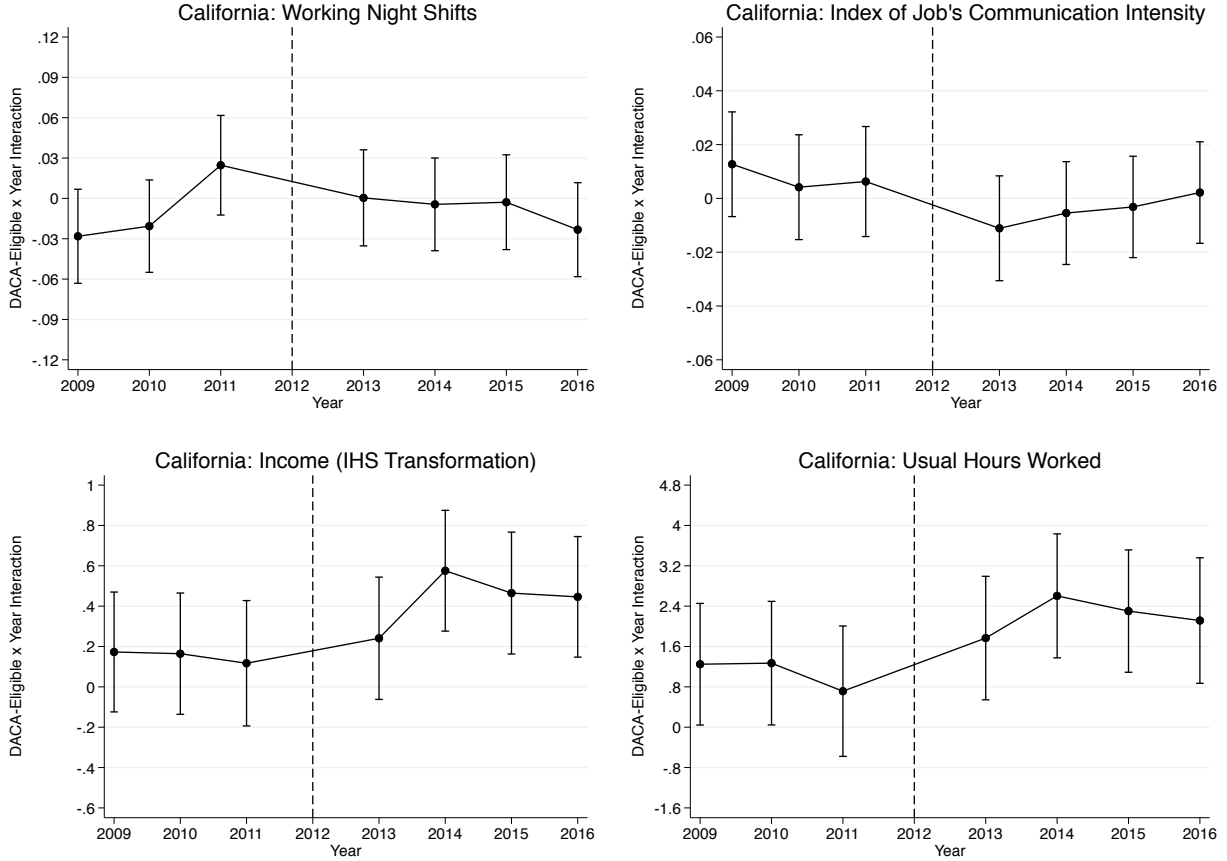 California: Working Night Shifts
DACA-Eligible x Year Interaction
.12
.09
.06
.03
0
-.03
-.06
-.09
-.12
2009 2010 2011 2012 2013 2014 2015 2016
Year
California: Index of Job's Communication Intensity
DACA-Eligible x Year Interaction
.06
.04
.02
0
-.02
-.04
-.06
2009 2010 2011 2012 2013 2014 2015 2016
Year
California: Income (IHS Transformation)
DACA-Eligible x Year Interaction
1
.8
.6
.4
.2
0
-.2
-.4
-.6
2009 2010 2011 2012 2013 2014 2015 2016
Year
California: Usual Hours Worked
DACA-Eligible x Year Interaction
4.8
4
3.2
2.4
1.6
.8
0
-.8
-1.6
2009 2010 2011 2012 2013 2014 2015 2016
Year